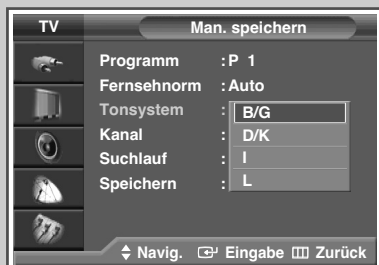 TV Man. speichern
Programm :P 1
Fernsehnorm :Auto
Tonsystem : B/G
Kanal : D/K
Suchlauf : I
Speichern : L
Navig. Eingabe Zurück